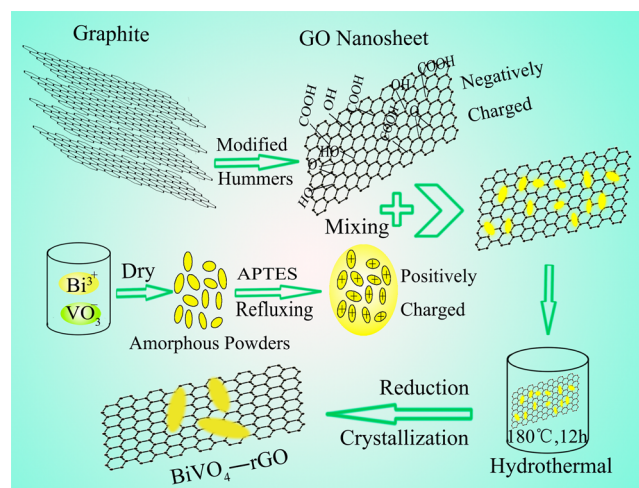 Graphite
GO Nanosheet
COOH
OH
COOH
OH
COOH
Negatively
Charged
COOH
O
HO
O
HO
Modified
Hummers
Mixing
Bi³⁺
VO₃⁻
Dry
Amorphous Powders
APTES
Refluxing
Positively
Charged
180℃,12h
Hydrothermal
Reduction
Crystallization
BiVO₄—rGO